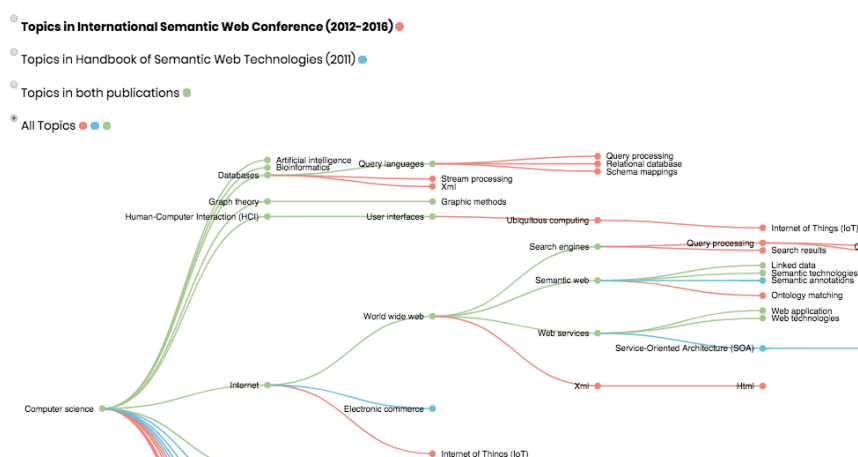 Topics in International Semantic Web Conference (2012-2016)
Topics in Handbook of Semantic Web Technologies (2011)
Topics in both publications
All Topics
Artificial intelligence
Bioinformatics
Databases
Query languages
Query processing
Relational database
Schema mappings
Stream processing
Xml
Graph theory
Graphic methods
Human-Computer Interaction (HCI)
User interfaces
Ubiquitous computing
Internet of Things (IoT)
Search engines
Query processing
Search results
Semantic web
Linked data
Semantic technologies
Semantic annotations
Ontology matching
World wide web
Web services
Web application
Web technologies
Service-Oriented Architecture (SOA)
Internet
Xml
Html
Computer science
Electronic commerce
Internet of Things (IoT)